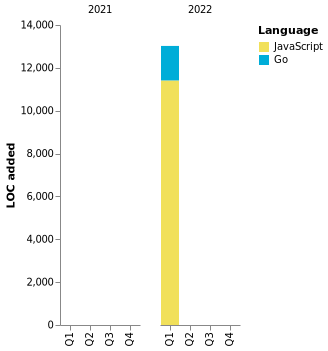 2021
2022
Language
JavaScript
Go
14,000
12,000
10,000
8,000
6,000
4,000
2,000
0
LOC added
Q1
Q2
Q3
Q4
Q1
Q2
Q3
Q4